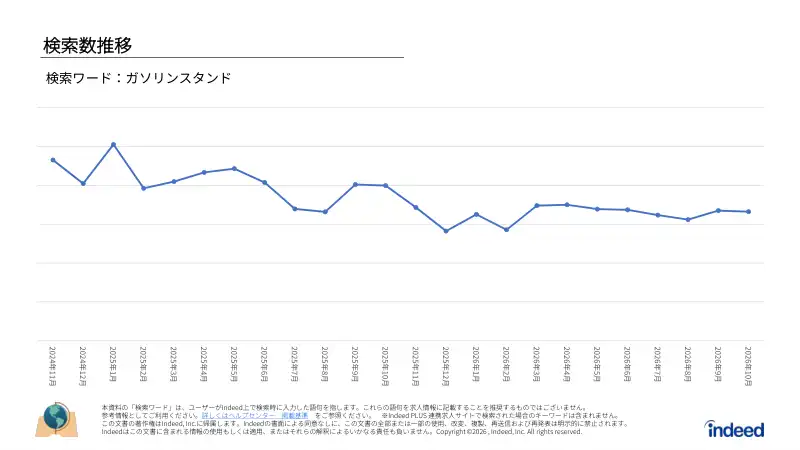 検索数推移
検索ワード：ガソリンスタンド
2024年11月
2024年12月
2025年1月
2025年2月
2025年3月
2025年4月
2025年5月
2025年6月
2025年7月
2025年8月
2025年9月
2025年10月
2025年11月
2025年12月
2026年1月
2026年2月
2026年3月
2026年4月
2026年5月
2026年6月
2026年7月
2026年8月
2026年9月
2026年10月
本資料の「検索ワード」は、ユーザーがIndeed上で検索時に入力した語句を指します。これらの語句を求人情報に記載することを推奨するものではございません。
参考情報としてご利用ください。詳しくはヘルプセンター　掲載基準　をご参照ください。　※Indeed PLUS 連携求人サイトで検索された場合のキーワードは含まれません。
この文書の著作権はIndeed, Inc.に帰属します。Indeedの書面による同意なしに、この文書の全部または一部の使用、改変、複製、再送信および再発表は明示的に禁止されます。
Indeedはこの文書に含まれる情報の使用もしくは適用、またはそれらの解釈によるいかなる責任も負いません。Copyright ©2026 , Indeed, Inc. All rights reserved.
indeed